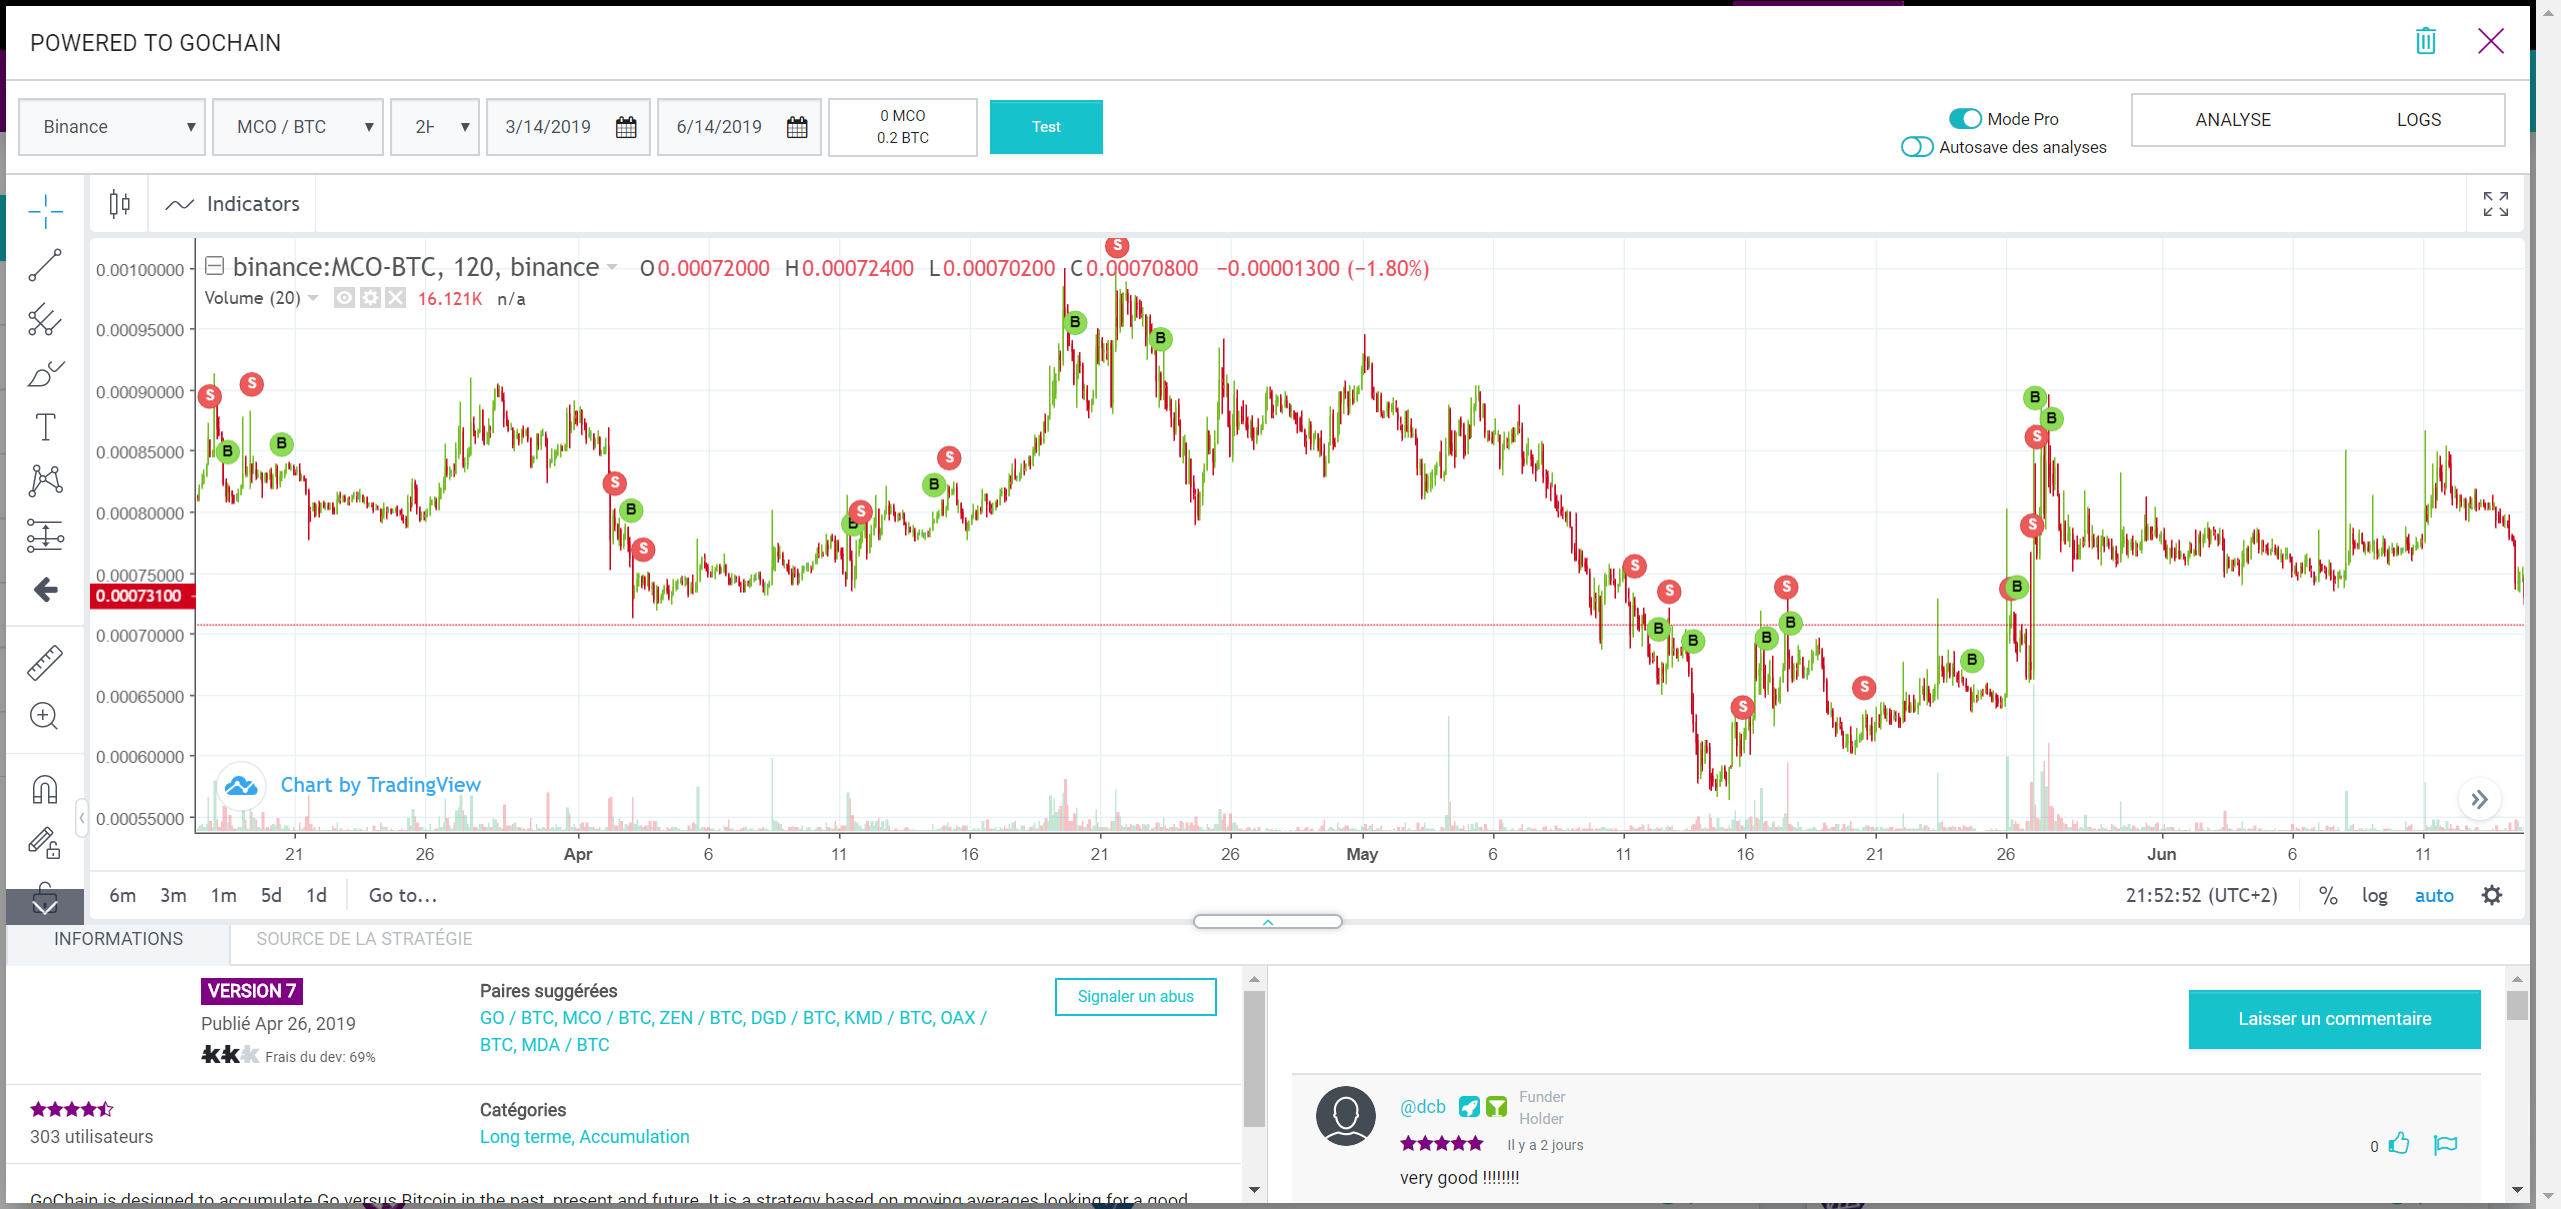 POWERED TO GOCHAIN
Binance
MCO / BTC
3/14/2019
6/14/2019
0 MCO
0.2 BTC
Test
Mode Pro
Autosave des analyses
ANALYSE
LOGS
Indicators
binance:MCO-BTC, 120, binance O0.00072000 H0.00072400 L0.00070200 C0.00070800 −0.00001300 (−1.80%)
Volume (20) 16.121K n/a
0.00100000
0.00095000
0.00090000
0.00085000
0.00080000
0.00075000
0.00073100
0.00070000
0.00065000
0.00060000
0.00055000
S S B B S B S B S B S B S B S B S B S B B S S B S B S B B S S B
Chart by TradingView
21 26 Apr 6 11 16 21 26 May 6 11 16 21 26 Jun 6 11
6m 3m 1m 5d 1d Go to...
21:52:52 (UTC+2) % log auto
INFORMATIONS
SOURCE DE LA STRATÉGIE
VERSION 7
Publié Apr 26, 2019
Frais du dev: 69%
Paires suggérées
GO / BTC, MCO / BTC, ZEN / BTC, DGD / BTC, KMD / BTC, OAX /
BTC, MDA / BTC
Signaler un abus
303 utilisateurs
Catégories
Long terme, Accumulation
GoChain is designed to accumulate Go versus Bitcoin in the past, present and future. It is a strategy based on moving averages looking for a good
Laisser un commentaire
@dcb
Funder
Holder
Il y a 2 jours
0
very good !!!!!!!!